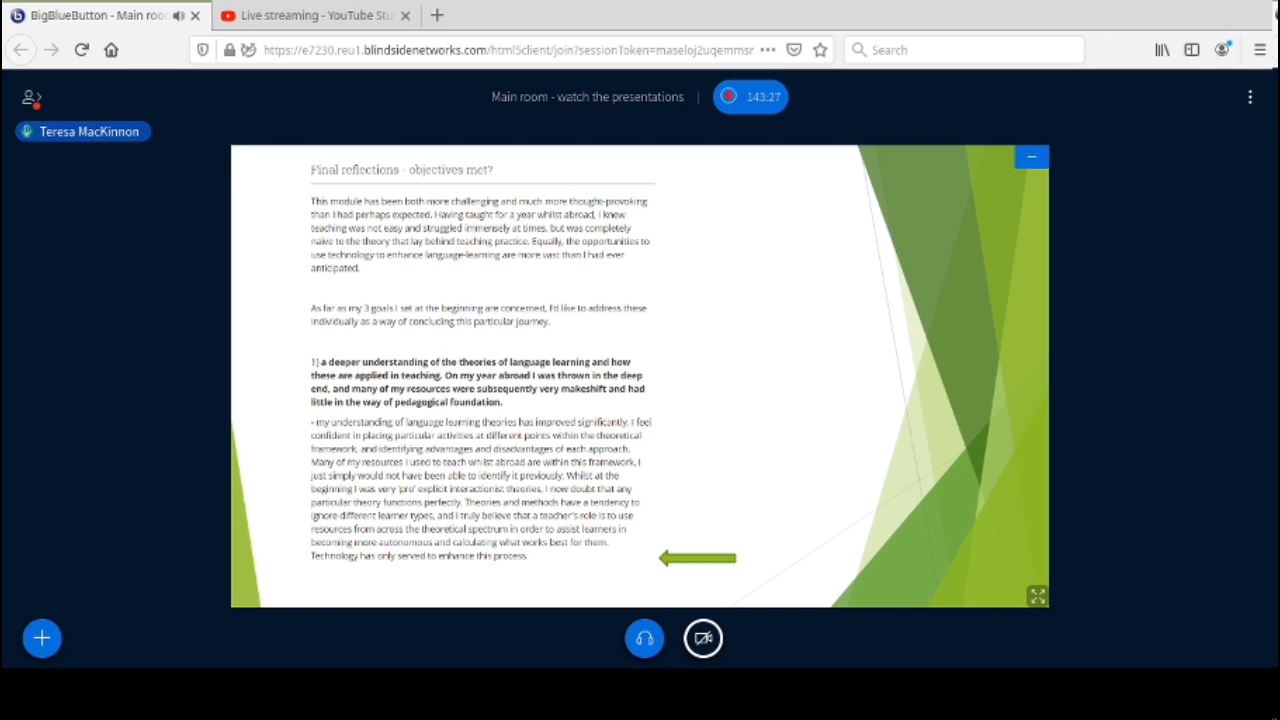 BigBlueButton - Main roo
Live streaming - YouTube Stu
https://e7230.reu1.blindsidenetworks.com/html5client/join?sessionToken=maseloj2uqemmsr
Search
Main room - watch the presentations
143:27
Teresa MacKinnon
Final reflections - objectives met?
This module has been both more challenging and much more thought-provoking
than I had perhaps expected. Having taught for a year whilst abroad, I knew
teaching was not easy and struggled immensely at times, but was completely
naive to the theory that lay behind teaching practice. Equally, the opportunities to
use technology to enhance language-learning are more vast than I had ever
anticipated.
As far as my 3 goals I set at the beginning are concerned, I'd like to address these
individually as a way of concluding this particular journey.
1) a deeper understanding of the theories of language learning and how
these are applied in teaching. On my year abroad I was thrown in the deep
end, and many of my resources were subsequently very makeshift and had
little in the way of pedagogical foundation.
- my understanding of language learning theories has improved significantly. I feel
confident in placing particular activities at different points within the theoretical
framework, and identifying advantages and disadvantages of each approach.
Many of my resources I used to teach whilst abroad are within this framework, I
just simply would not have been able to identify it previously. Whilst at the
beginning I was very 'pro' explicit interactionist theories, I now doubt that any
particular theory functions perfectly. Theories and methods have a tendency to
ignore different learner types, and I truly believe that a teacher's role is to use
resources from across the theoretical spectrum in order to assist learners in
becoming more autonomous and calculating what works best for them.
Technology has only served to enhance this process.